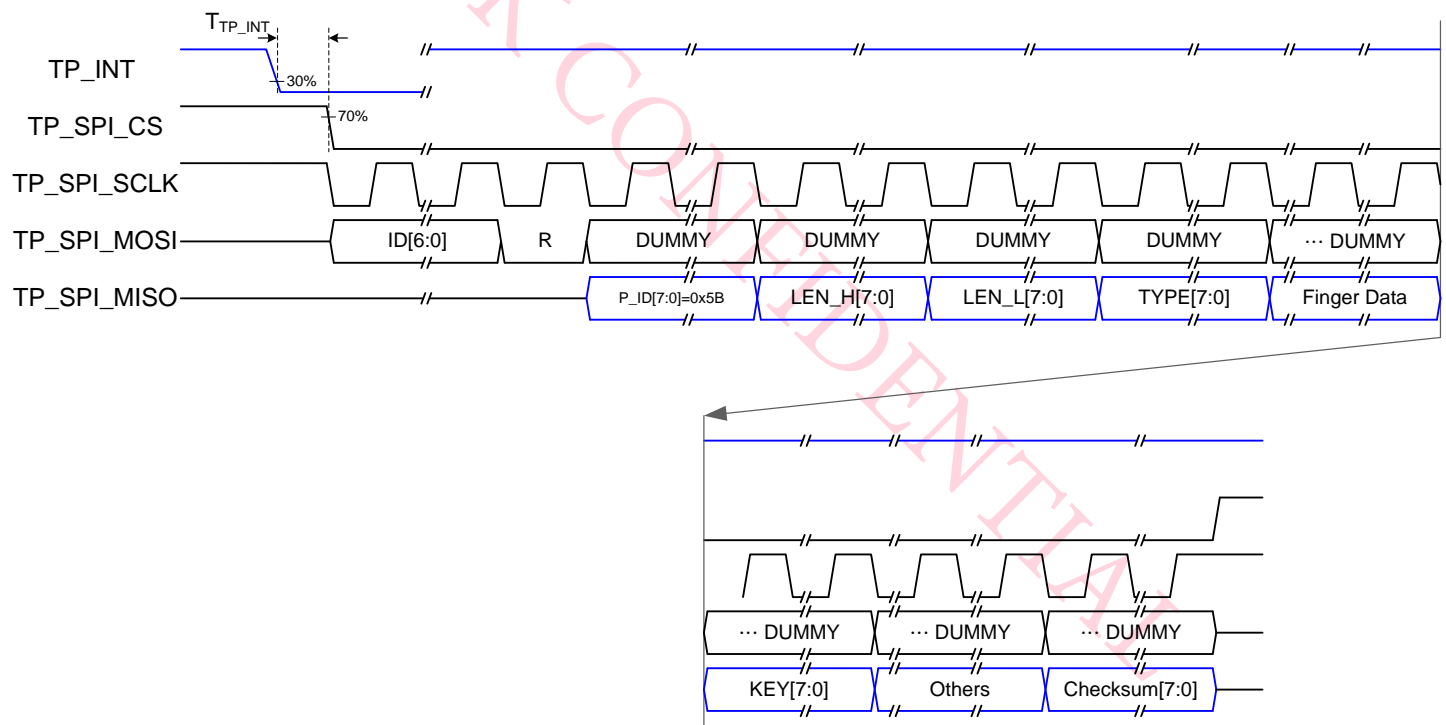 T_TP_INT
TP_INT
30%
TP_SPI_CS
70%
TP_SPI_SCLK
TP_SPI_MOSI
ID[6:0]
R
DUMMY
DUMMY
DUMMY
DUMMY
··· DUMMY
TP_SPI_MISO
P_ID[7:0]=0x5B
LEN_H[7:0]
LEN_L[7:0]
TYPE[7:0]
Finger Data
··· DUMMY
··· DUMMY
··· DUMMY
KEY[7:0]
Others
Checksum[7:0]
K CONFIDENTIAL